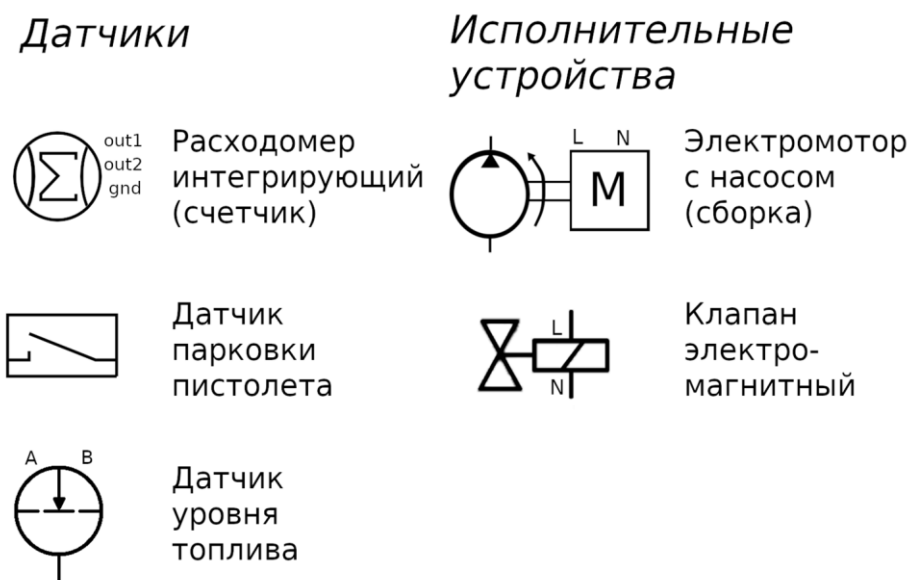 Датчики
out1
out2
gnd
Расходомер
интегрирующий
(счетчик)
Датчик
парковки
пистолета
A B
Датчик
уровня
топлива
Исполнительные
устройства
L N
M
Электромотор
с насосом
(сборка)
L
N
Клапан
электро-
магнитный